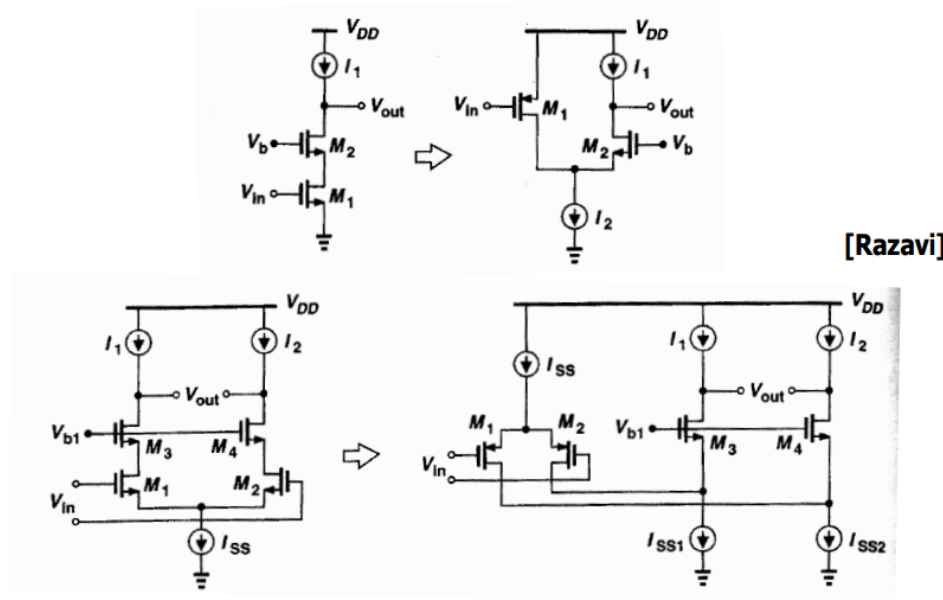 V_DD
V_DD
I_1
I_1
V_out
V_in
M_1
V_out
V_b
M_2
M_2
V_b
V_in
M_1
I_2
[Razavi]
V_DD
V_DD
I_1
I_2
I_SS
I_1
I_2
V_out
V_out
M_1
M_2
V_b1
V_b1
M_3
M_4
M_3
M_4
V_in
M_1
M_2
V_in
I_SS
I_SS1
I_SS2